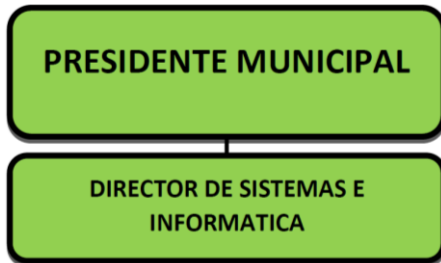 PRESIDENTE MUNICIPAL
DIRECTOR DE SISTEMAS E
INFORMATICA